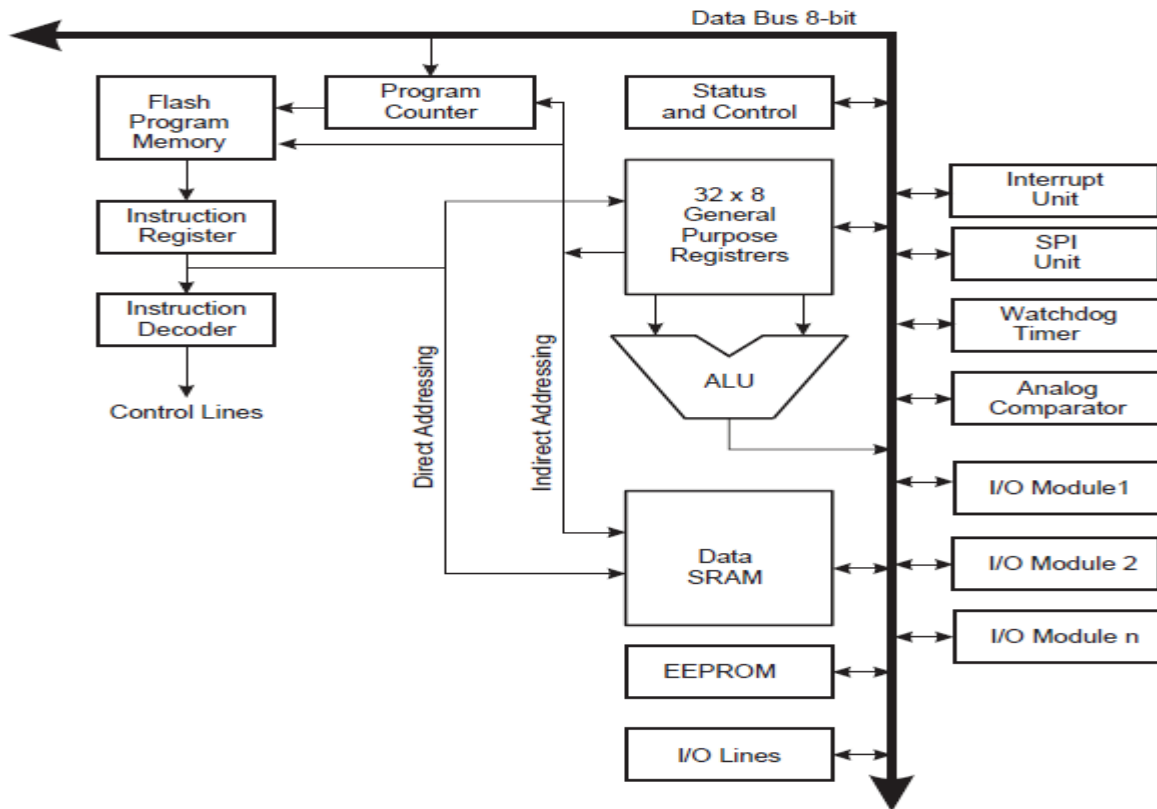 Data Bus 8-bit
Flash
Program
Memory
Program
Counter
Status
and Control
32 x 8
General
Purpose
Registrers
Interrupt
Unit
Instruction
Register
SPI
Unit
Instruction
Decoder
Watchdog
Timer
Control Lines
Direct Addressing
Indirect Addressing
ALU
Analog
Comparator
I/O Module1
Data
SRAM
I/O Module 2
I/O Module n
EEPROM
I/O Lines